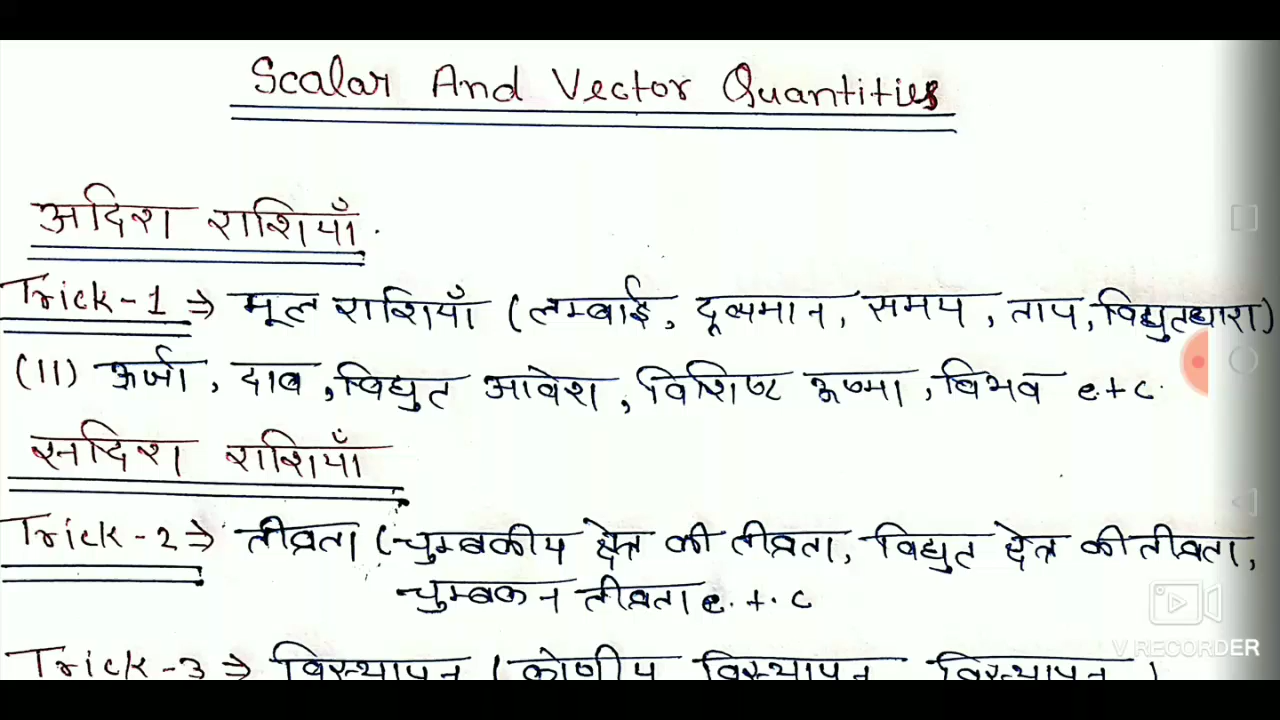 Scalar And Vector Quantities
अदिश राशियाँ.
Trick-1 ⇒ मूल राशियाँ (लम्बाई, द्रव्यमान, समय, ताप, विद्युतधारा)
(II) ऊर्जा, दाब, विद्युत आवेश, विशिष्ट ऊष्मा, विभव e.t.c.
सदिश राशियाँ
Trick-2 ⇒ तीव्रता (चुम्बकीय क्षेत्र की तीव्रता, विद्युत क्षेत्र की तीव्रता,
चुम्बकन तीव्रता e.t.c
Trick-3 ⇒ विस्थापन (कोणीय विस्थापन विस्थापन)
V RECORDER